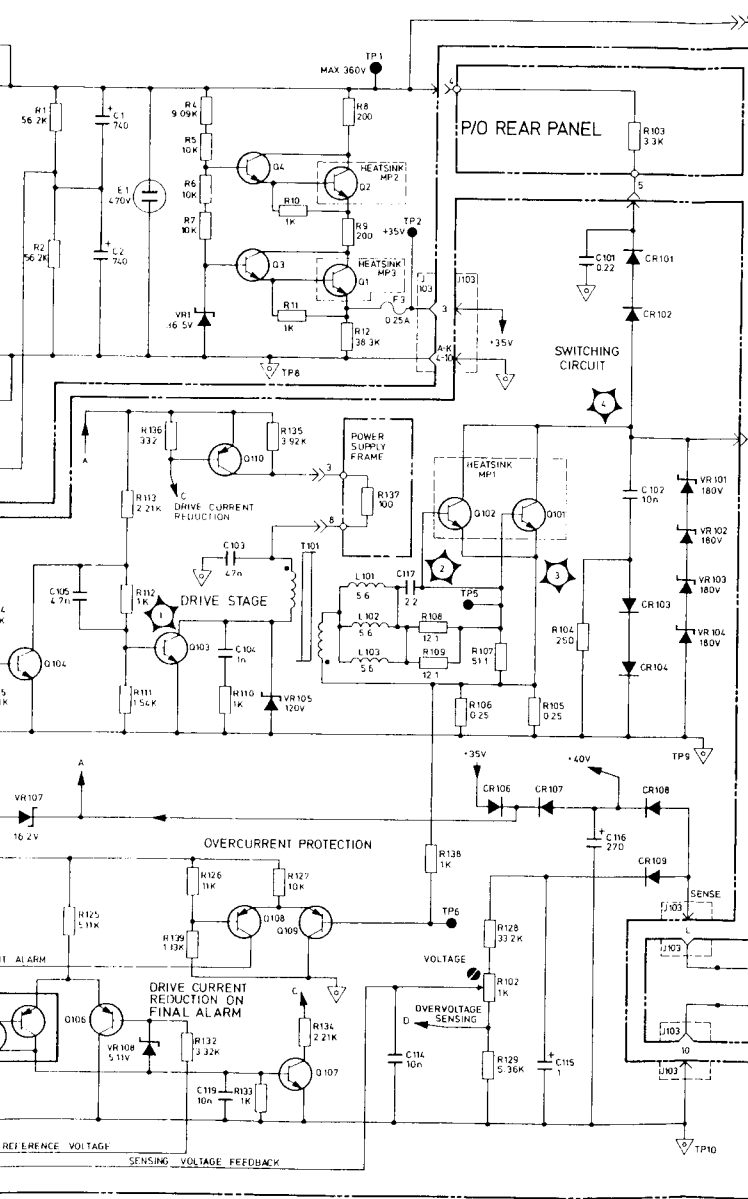 TP1
MAX 360V
4
P/O REAR PANEL
R103
3.3K
5
R1
56.2K
+
C1
740
E1
470V
R4
9.09K
R5
10K
R6
10K
R7
10K
Q4
R8
200
HEATSINK
MP2
Q2
R10
1K
R9
200
TP2
+35V
R2
56.2K
+
C2
740
Q3
HEATSINK
MP3
Q1
R11
1K
F3
0.25A
VR1
36.5V
R12
38.3K
TP8
J103
J103
3
A-K
4-10
+35V
C101
0.22
CR101
CR102
SWITCHING
CIRCUIT
4
A
R136
332
Q110
R135
3.92K
3
POWER
SUPPLY
FRAME
R137
100
8
C
DRIVE CURRENT
REDUCTION
R113
2.21K
HEATSINK
MP1
Q102
Q101
2
3
C102
10n
VR101
180V
VR102
180V
VR103
180V
VR104
180V
C103
47n
T101
C105
4.7n
R112
1K
DRIVE STAGE
1
L101
5.6
C117
2.2
TP5
L102
5.6
R108
12.1
L103
5.6
R109
12.1
R107
51.1
R104
250
CR103
CR104
Q104
Q103
C104
1n
R111
1.54K
R110
1K
VR105
120V
R106
0.25
R105
0.25
TP9
A
VR107
16.2V
+35V
+40V
CR106
CR107
CR108
+
C116
270
CR109
OVERCURRENT PROTECTION
R138
1K
R126
11K
R127
10K
R125
5.11K
R139
1.13K
Q108
Q109
TP6
SENSE
J103
L
J103
R128
33.2K
VOLTAGE
R102
1K
ALARM
DRIVE CURRENT
REDUCTION ON
FINAL ALARM
C
R134
2.21K
OVERVOLTAGE
SENSING
D
Q106
VR108
5.11V
R132
3.32K
Q107
C119
10n
R133
1K
C114
10n
R129
5.36K
+
C115
1
J103
10
J103
REFERENCE VOLTAGE
SENSING VOLTAGE FEEDBACK
TP10